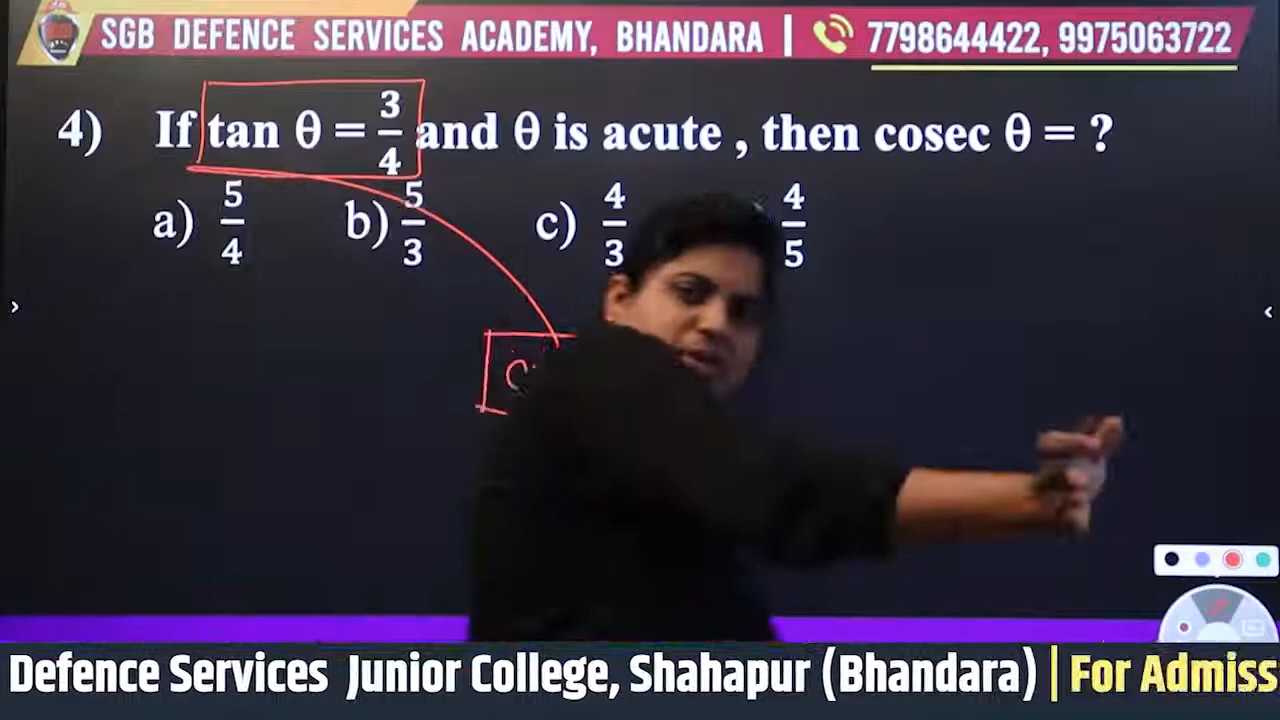 SGB DEFENCE SERVICES ACADEMY, BHANDARA | 7798644422, 9975063722
4) If tan θ = 3/4 and θ is acute , then cosec θ = ?
a) 5/4 b) 5/3 c) 4/3 4/5
Defence Services Junior College, Shahapur (Bhandara) | For Admiss